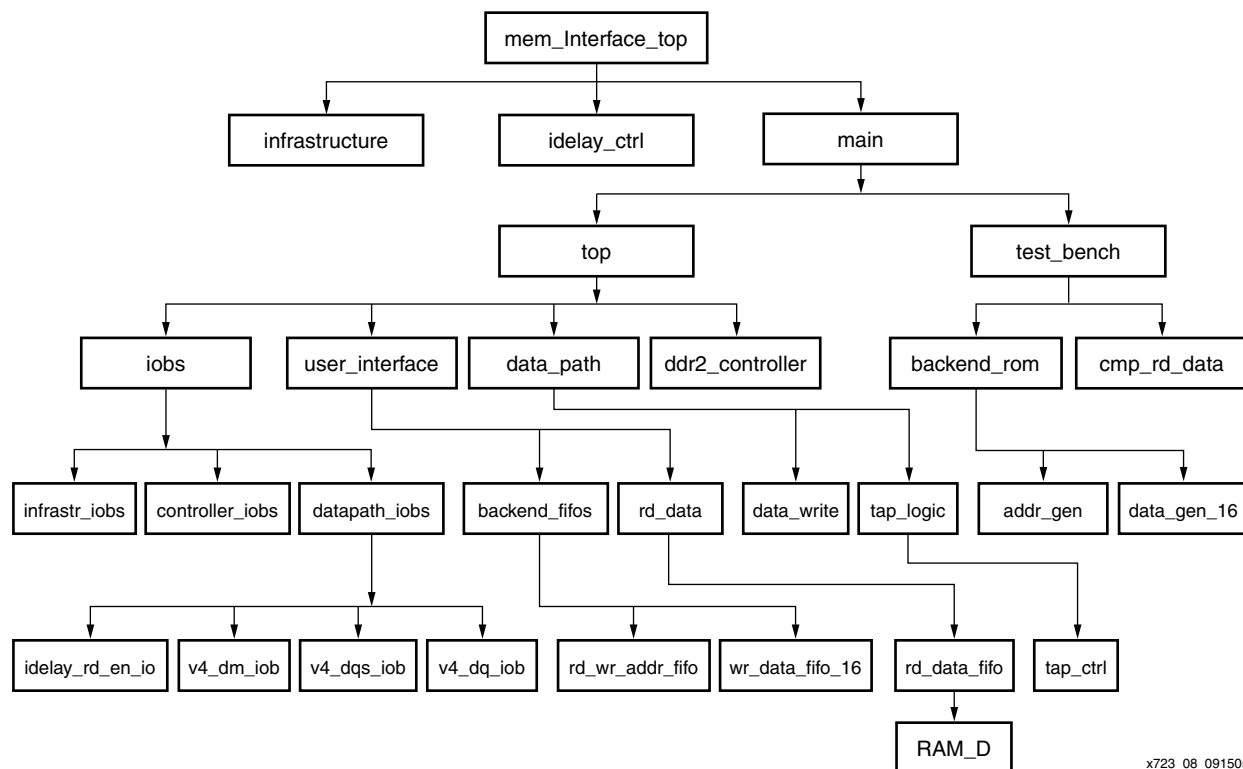 mem_Interface_top
infrastructure
idelay_ctrl
main
top
test_bench
iobs
user_interface
data_path
ddr2_controller
backend_rom
cmp_rd_data
infrastr_iobs
controller_iobs
datapath_iobs
backend_fifos
rd_data
data_write
tap_logic
addr_gen
data_gen_16
idelay_rd_en_io
v4_dm_iob
v4_dqs_iob
v4_dq_iob
rd_wr_addr_fifo
wr_data_fifo_16
rd_data_fifo
tap_ctrl
RAM_D
x723_08_091505